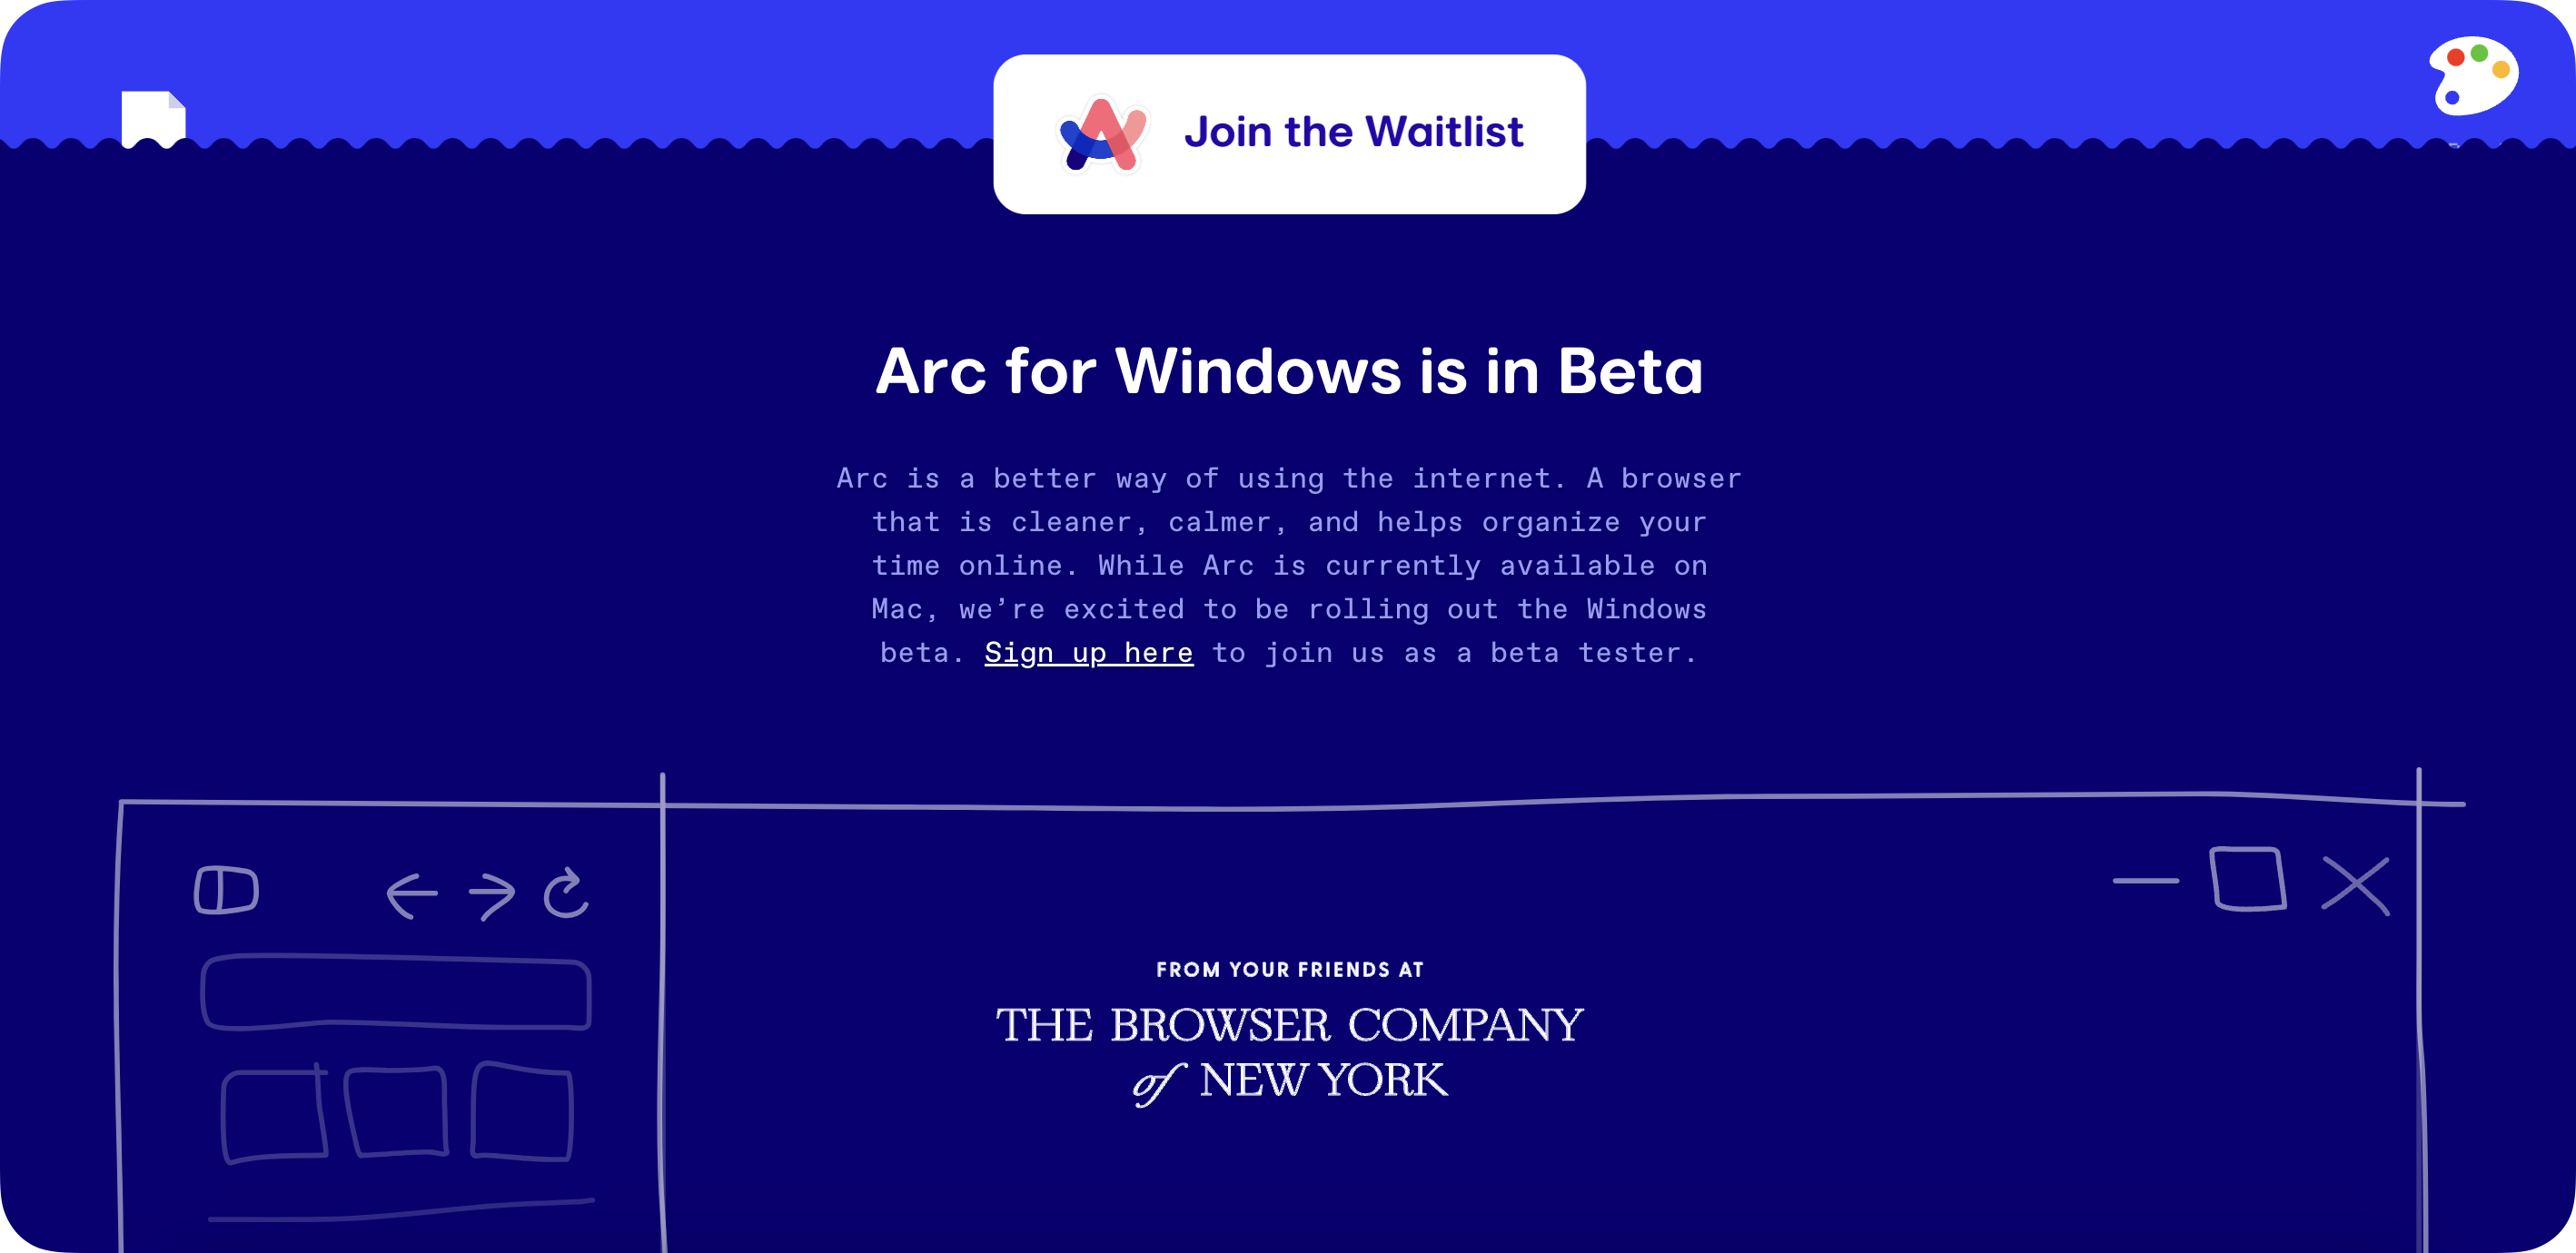 Join the Waitlist
Arc for Windows is in Beta
Arc is a better way of using the internet. A browser
that is cleaner, calmer, and helps organize your
time online. While Arc is currently available on
Mac, we’re excited to be rolling out the Windows
beta. Sign up here to join us as a beta tester.
FROM YOUR FRIENDS AT
THE BROWSER COMPANY
of NEW YORK